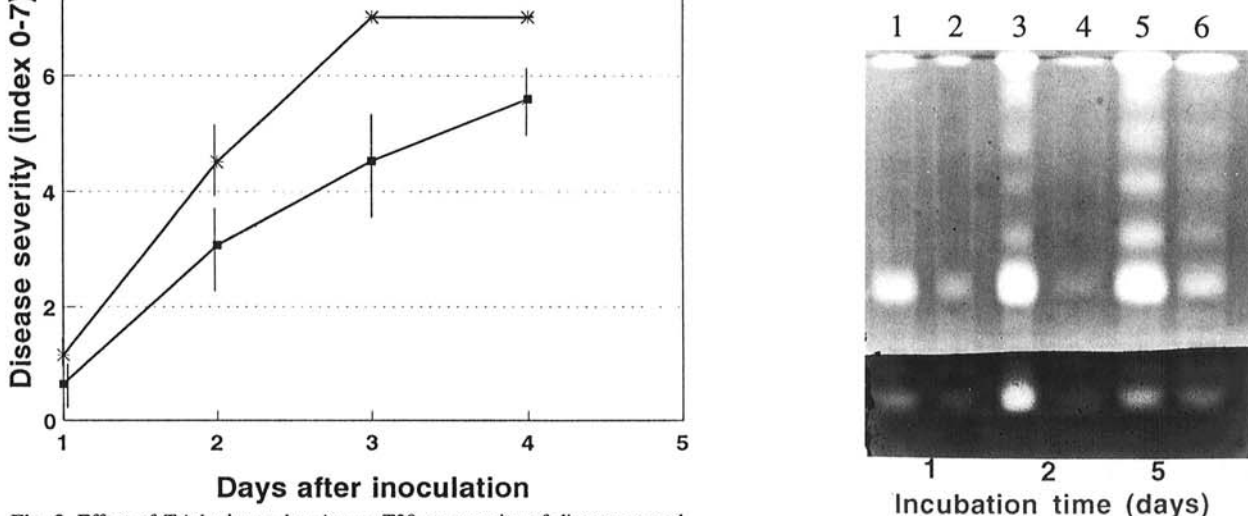 Disease severity (index 0-7)
6
4
2
0
1 2 3 4 5
Days after inoculation
1 2 3 4 5 6
1 2 5
Incubation time (days)